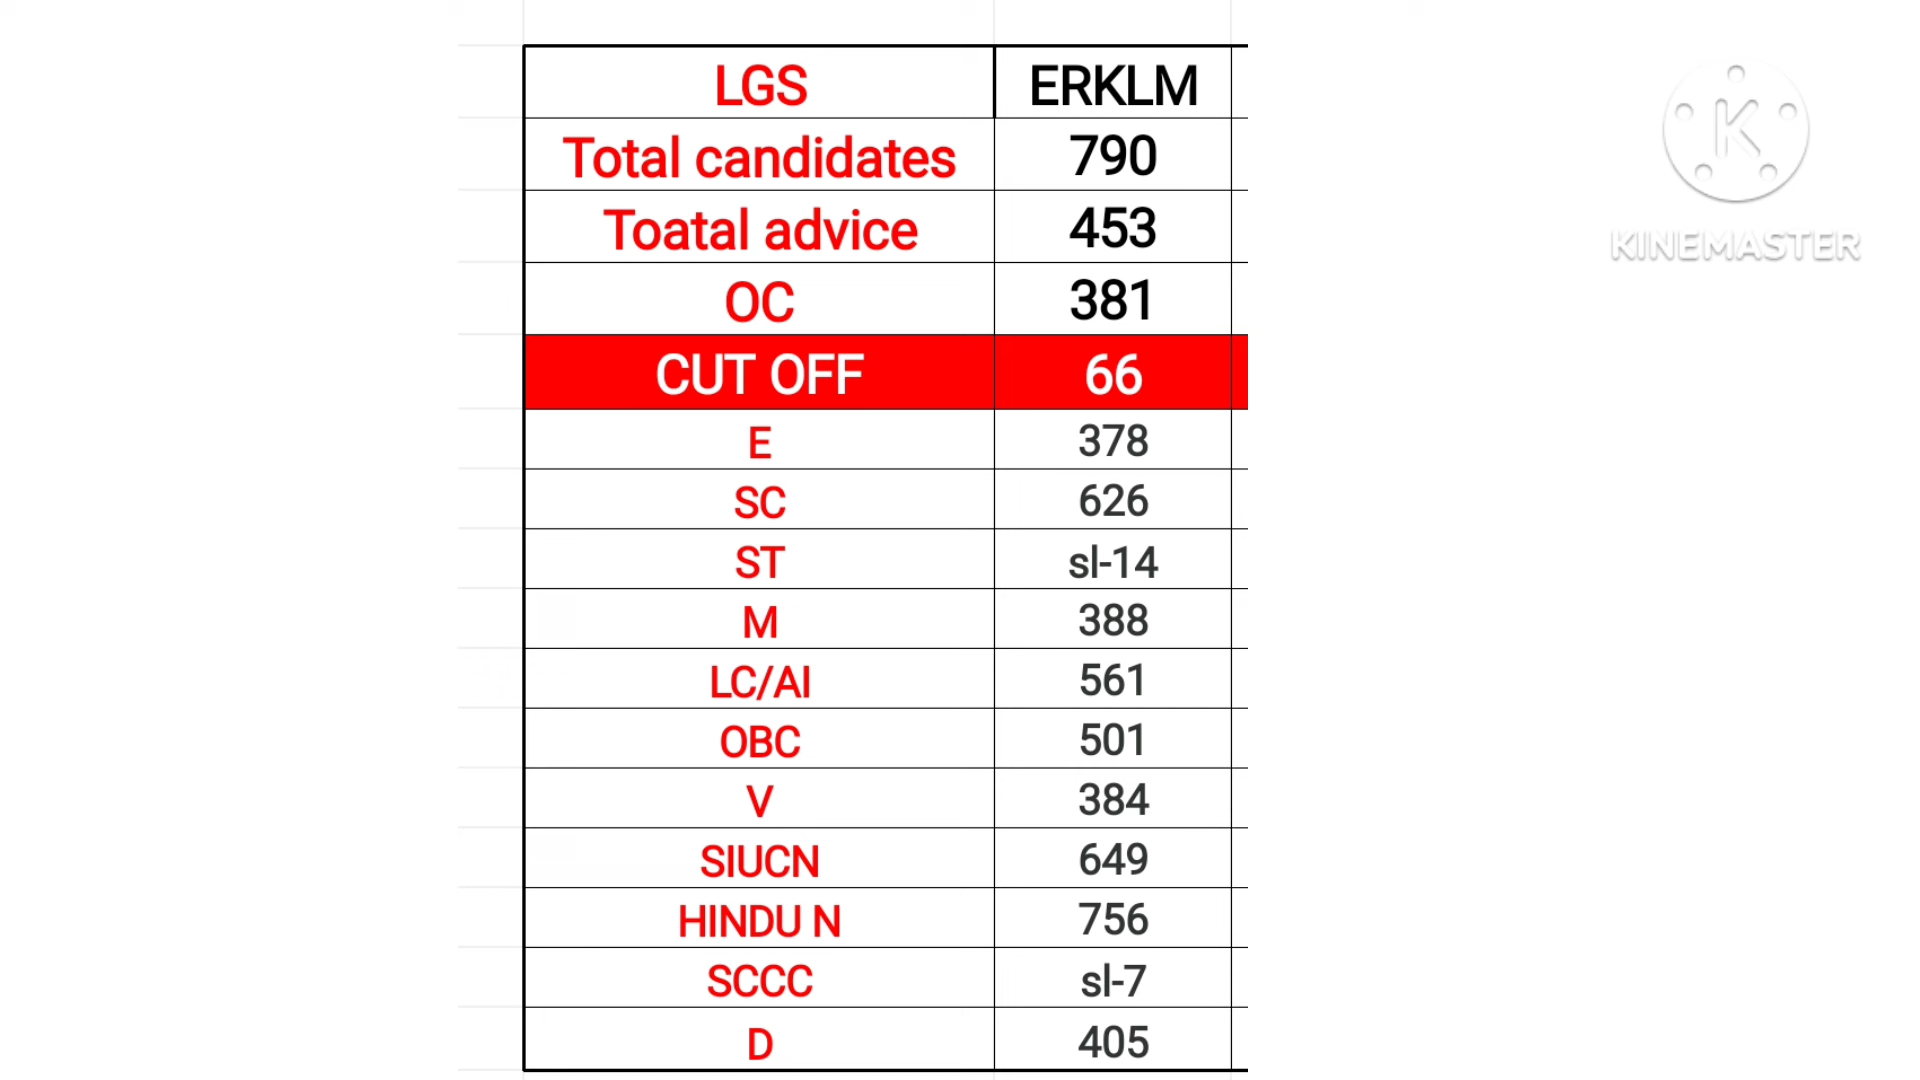 LGS ERKLM
Total candidates 790
Toatal advice 453
OC 381
CUT OFF 66
E 378
SC 626
ST sl-14
M 388
LC/AI 561
OBC 501
V 384
SIUCN 649
HINDU N 756
SCCC sl-7
D 405
K
KINEMASTER